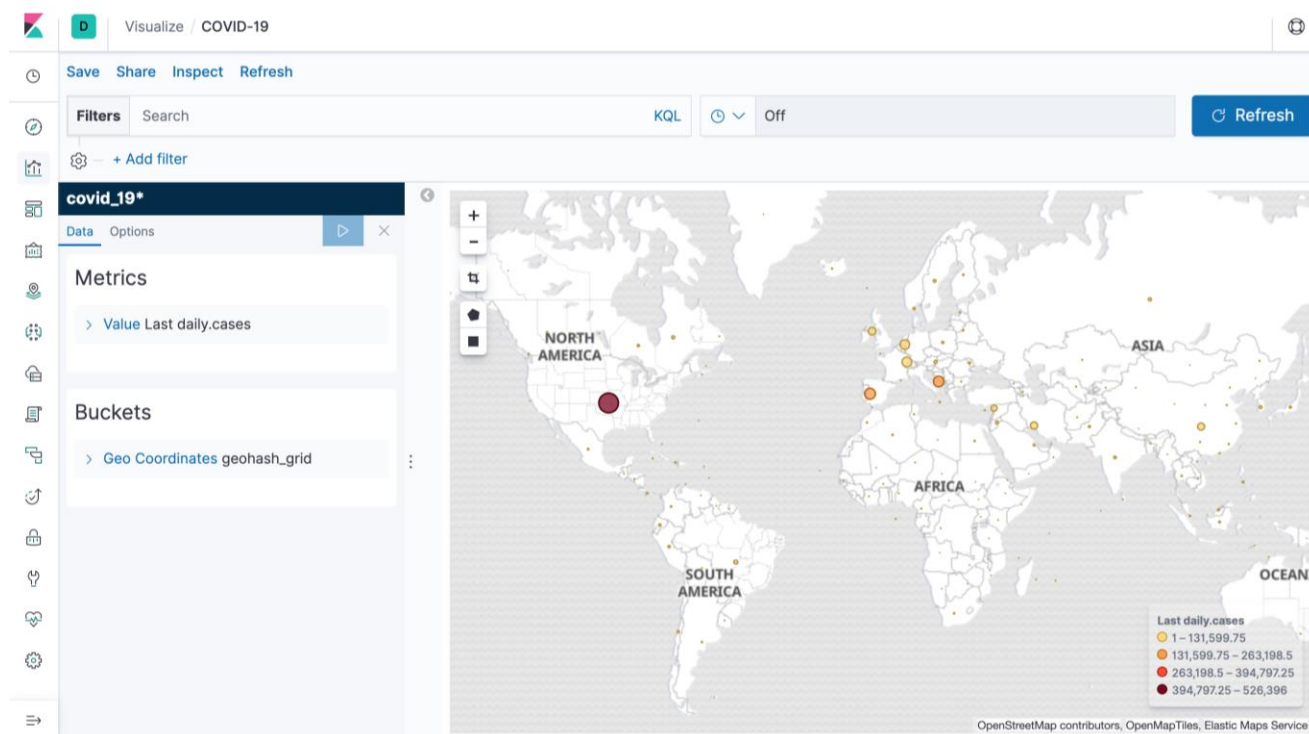 D Visualize / COVID-19
Save Share Inspect Refresh
Filters Search KQL Off Refresh
+ Add filter
covid_19*
Data Options
Metrics
Value Last daily.cases
Buckets
Geo Coordinates geohash_grid
NORTH
AMERICA
ASIA
AFRICA
SOUTH
AMERICA
OCEAN
Last daily.cases
1 – 131,599.75
131,599.75 – 263,198.5
263,198.5 – 394,797.25
394,797.25 – 526,396
OpenStreetMap contributors, OpenMapTiles, Elastic Maps Service